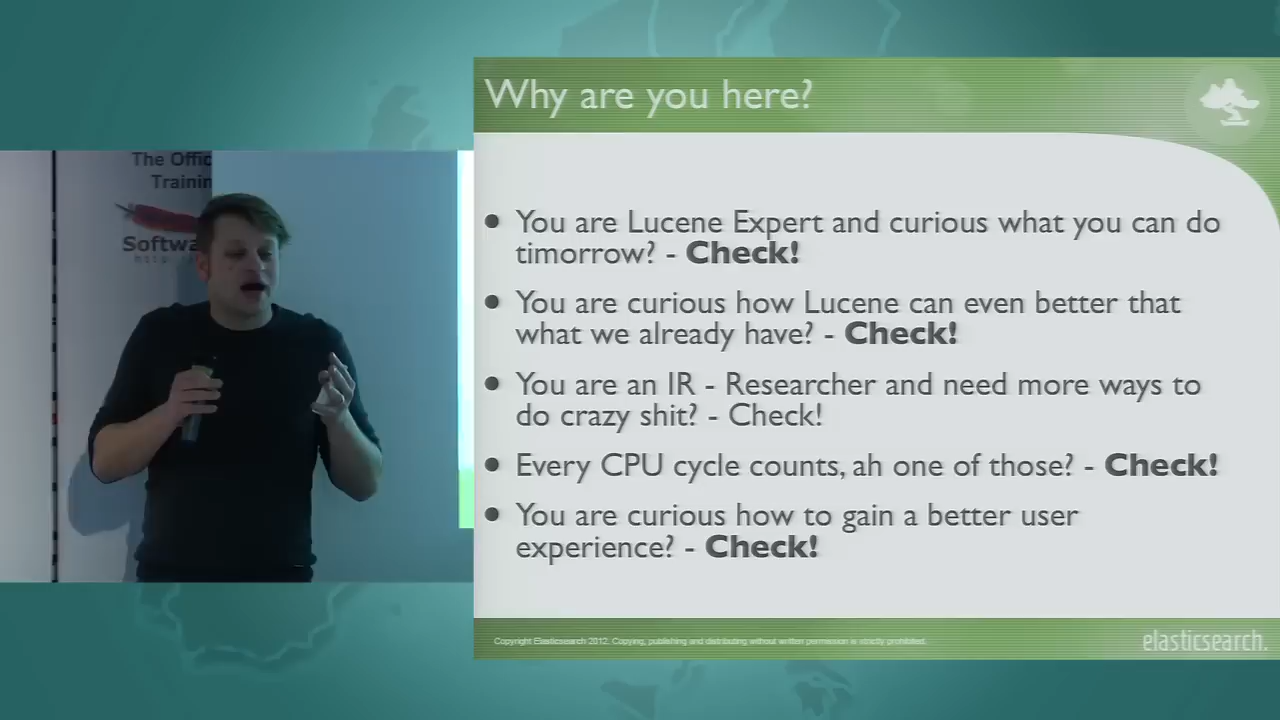 The Offic
Trainin
Softwa
Why are you here?
• You are Lucene Expert and curious what you can do
timorrow? - Check!
• You are curious how Lucene can even better that
what we already have? - Check!
• You are an IR - Researcher and need more ways to
do crazy shit? - Check!
• Every CPU cycle counts, ah one of those? - Check!
• You are curious how to gain a better user
experience? - Check!
Copyright Elasticsearch 2012. Copying, publishing and distributing without written permission is strictly prohibited.
elasticsearch.